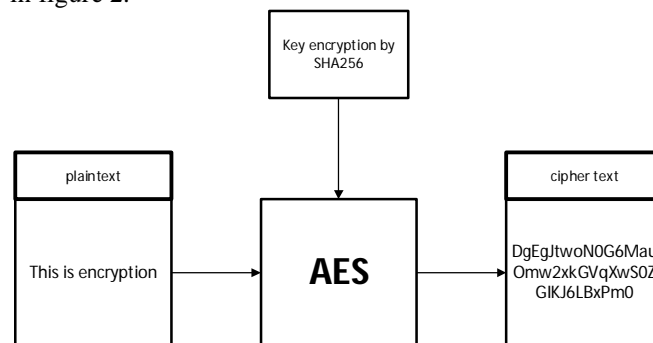 in figure 2.
Key encryption by
SHA256
plaintext
cipher text
This is encryption
AES
DgEgJtwoN0G6Mau
Omw2xkGVqXwS0Z
GIKJ6LBxPm0